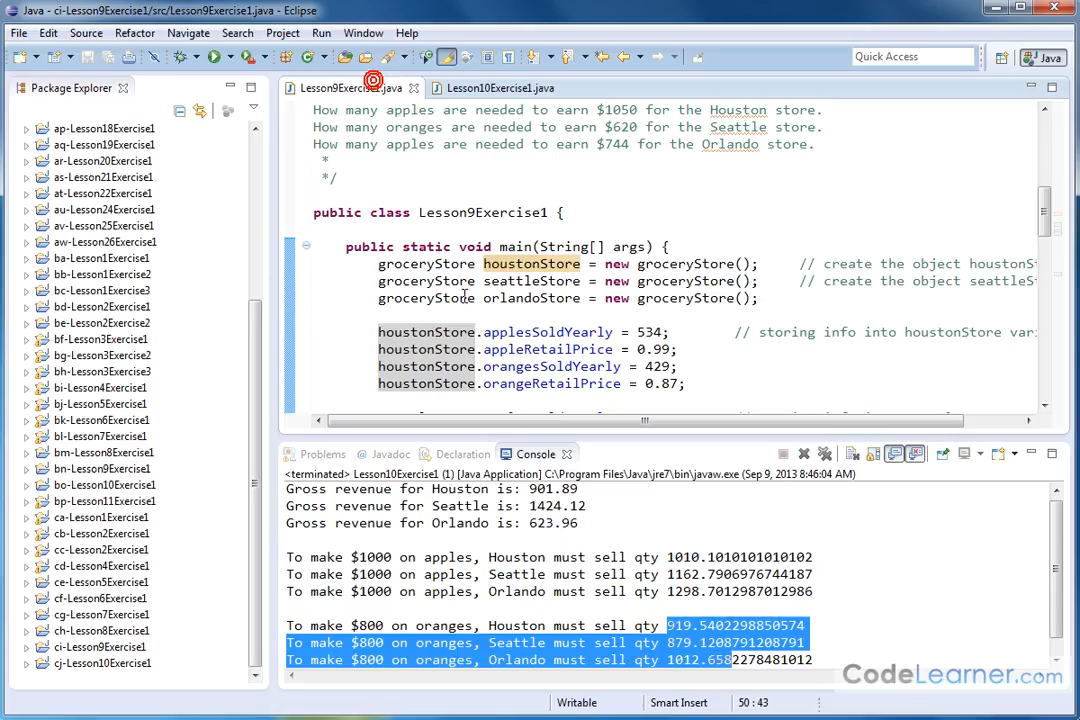 Java - ci-Lesson9Exercise1/src/Lesson9Exercise1.java - Eclipse
File Edit Source Refactor Navigate Search Project Run Window Help
Quick Access
Java
Package Explorer
Lesson9Exercise1.java
Lesson10Exercise1.java
ap-Lesson18Exercise1
aq-Lesson19Exercise1
ar-Lesson20Exercise1
as-Lesson21Exercise1
at-Lesson22Exercise1
au-Lesson24Exercise1
av-Lesson25Exercise1
aw-Lesson26Exercise1
ba-Lesson1Exercise1
bb-Lesson1Exercise2
bc-Lesson1Exercise3
bd-Lesson2Exercise1
be-Lesson2Exercise2
bf-Lesson3Exercise1
bg-Lesson3Exercise2
bh-Lesson3Exercise3
bi-Lesson4Exercise1
bj-Lesson5Exercise1
bk-Lesson6Exercise1
bl-Lesson7Exercise1
bm-Lesson8Exercise1
bn-Lesson9Exercise1
bo-Lesson10Exercise1
bp-Lesson11Exercise1
ca-Lesson1Exercise1
cb-Lesson2Exercise1
cc-Lesson2Exercise1
cd-Lesson4Exercise1
ce-Lesson5Exercise1
cf-Lesson6Exercise1
cg-Lesson7Exercise1
ch-Lesson8Exercise1
ci-Lesson9Exercise1
cj-Lesson10Exercise1
How many apples are needed to earn $1050 for the Houston store.
How many oranges are needed to earn $620 for the Seattle store.
How many apples are needed to earn $744 for the Orlando store.
*
*/
public class Lesson9Exercise1 {
public static void main(String[] args) {
groceryStore houstonStore = new groceryStore(); // create the object houstonSt
groceryStore seattleStore = new groceryStore(); // create the object seattleSt
groceryStore orlandoStore = new groceryStore();
houstonStore.applesSoldYearly = 534; // storing info into houstonStore vari
houstonStore.appleRetailPrice = 0.99;
houstonStore.orangesSoldYearly = 429;
houstonStore.orangeRetailPrice = 0.87;
Problems @ Javadoc Declaration Console
<terminated> Lesson10Exercise1 (1) [Java Application] C:\Program Files\Java\jre7\bin\javaw.exe (Sep 9, 2013 8:46:04 AM)
Gross revenue for Houston is: 901.89
Gross revenue for Seattle is: 1424.12
Gross revenue for Orlando is: 623.96
To make $1000 on apples, Houston must sell qty 1010.1010101010102
To make $1000 on apples, Seattle must sell qty 1162.7906976744187
To make $1000 on apples, Orlando must sell qty 1298.7012987012986
To make $800 on oranges, Houston must sell qty 919.5402298850574
To make $800 on oranges, Seattle must sell qty 879.1208791208791
To make $800 on oranges, Orlando must sell qty 1012.6582278481012
CodeLearner.com
Writable Smart Insert 50 : 43